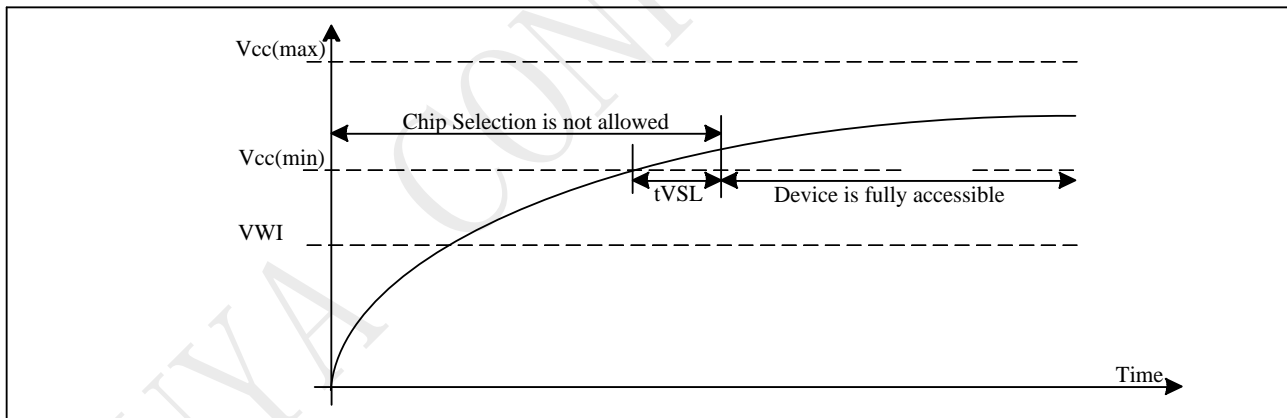 Vcc(max)
Chip Selection is not allowed
Vcc(min)
tVSL
Device is fully accessible
VWI
Time